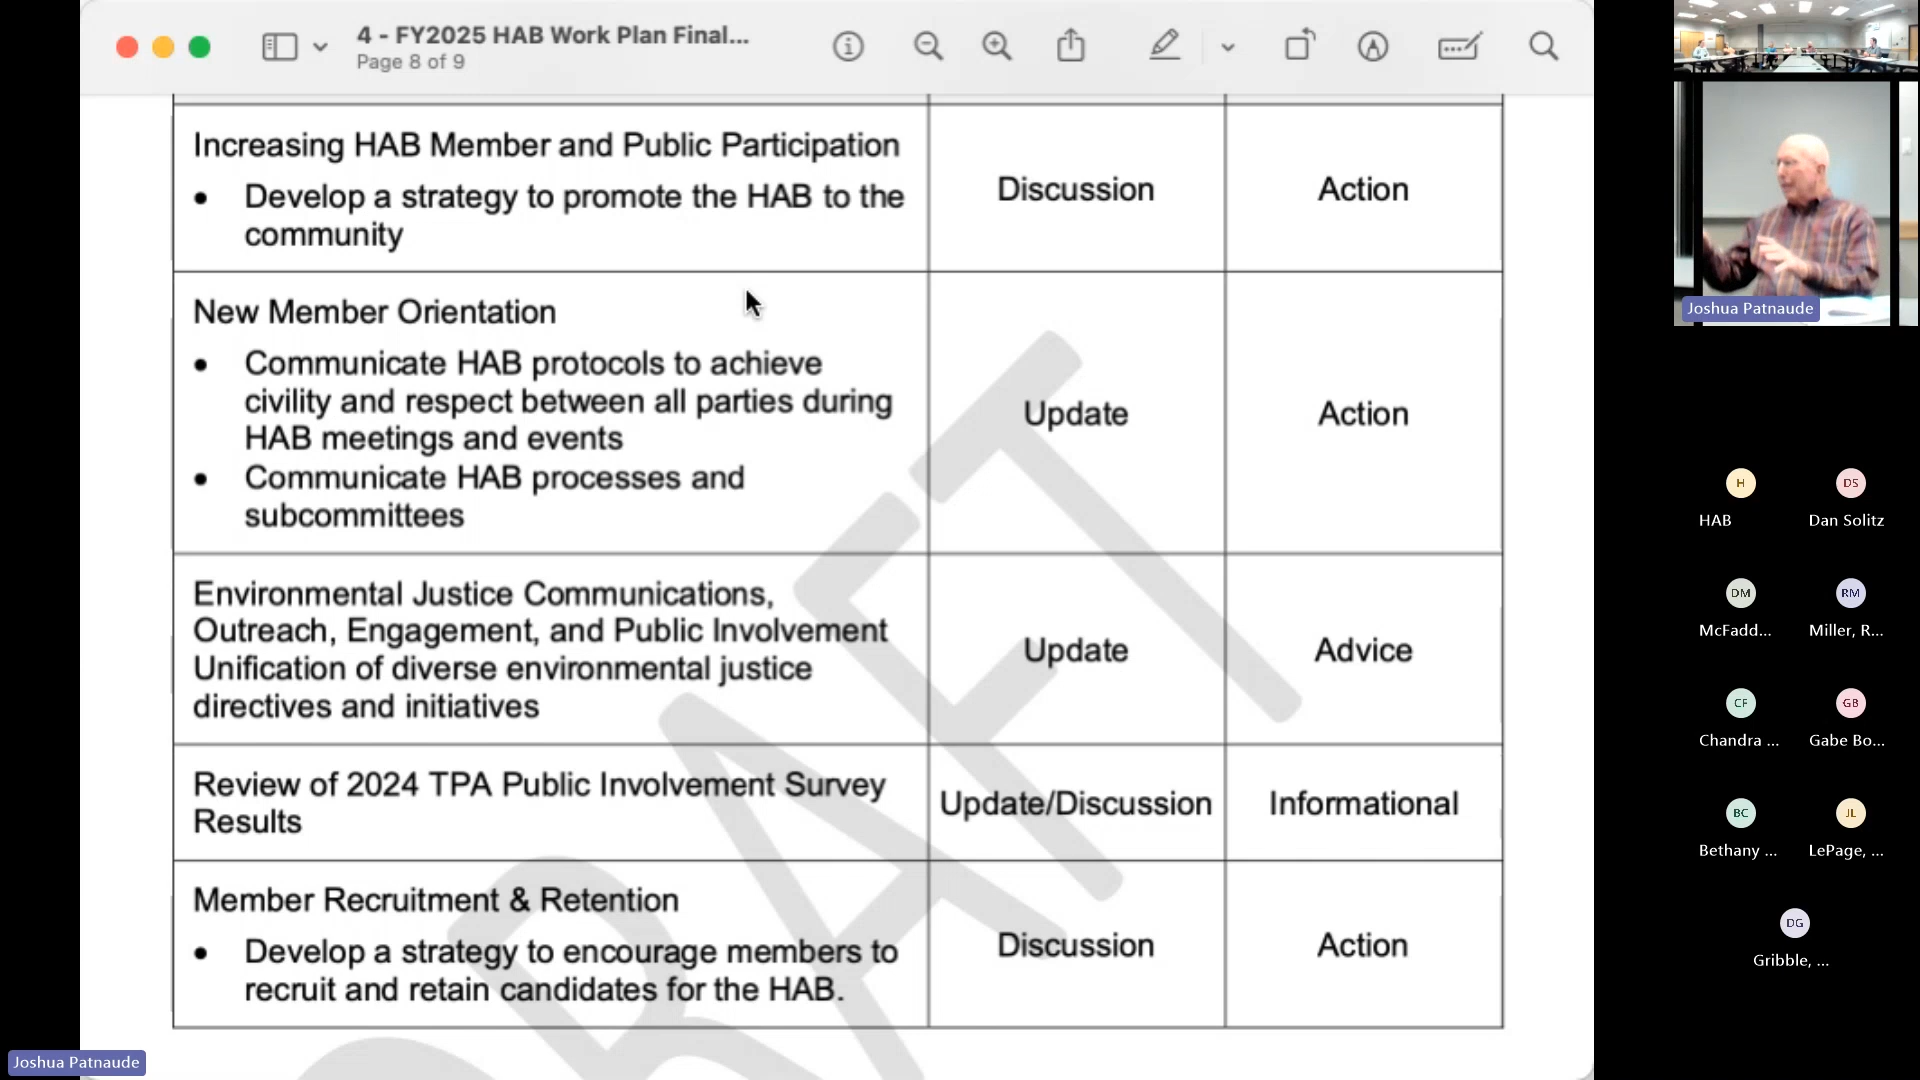 4 - FY2025 HAB Work Plan Final...
Page 8 of 9
Increasing HAB Member and Public Participation
• Develop a strategy to promote the HAB to the
community
Discussion
Action
New Member Orientation
• Communicate HAB protocols to achieve
civility and respect between all parties during
HAB meetings and events
• Communicate HAB processes and
subcommittees
Update
Action
Environmental Justice Communications,
Outreach, Engagement, and Public Involvement
Unification of diverse environmental justice
directives and initiatives
Update
Advice
Review of 2024 TPA Public Involvement Survey
Results
Update/Discussion
Informational
Member Recruitment & Retention
• Develop a strategy to encourage members to
recruit and retain candidates for the HAB.
Discussion
Action
DRAFT
Joshua Patnaude
Joshua Patnaude
H
HAB
DS
Dan Solitz
DM
McFadd...
RM
Miller, R...
CF
Chandra ...
GB
Gabe Bo...
BC
Bethany ...
JL
LePage, ...
DG
Gribble, ...